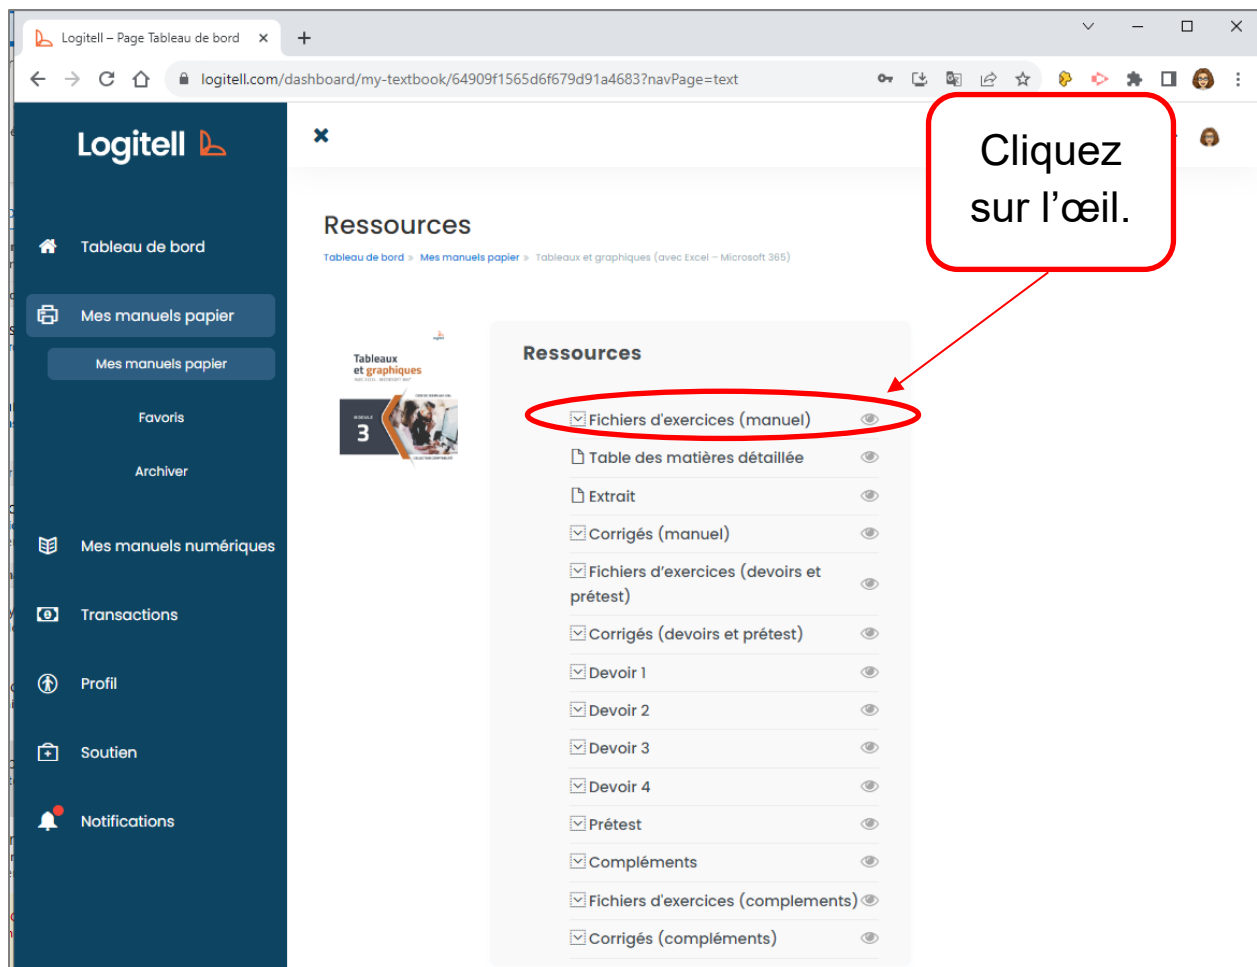 Logitell – Page Tableau de bord
logitell.com/dashboard/my-textbook/64909f1565d6f679d91a4683?navPage=text
Logitell
Cliquez
sur l’œil.
Tableau de bord
Mes manuels papier
Mes manuels papier
Favoris
Archiver
Mes manuels numériques
Transactions
Profil
Soutien
Notifications
Ressources
Tableau de bord » Mes manuels papier » Tableaux et graphiques (avec Excel – Microsoft 365)
Tableaux
et graphiques
MODULE
3
Ressources
Fichiers d'exercices (manuel)
Table des matières détaillée
Extrait
Corrigés (manuel)
Fichiers d’exercices (devoirs et
prétest)
Corrigés (devoirs et prétest)
Devoir 1
Devoir 2
Devoir 3
Devoir 4
Prétest
Compléments
Fichiers d'exercices (complements)
Corrigés (compléments)